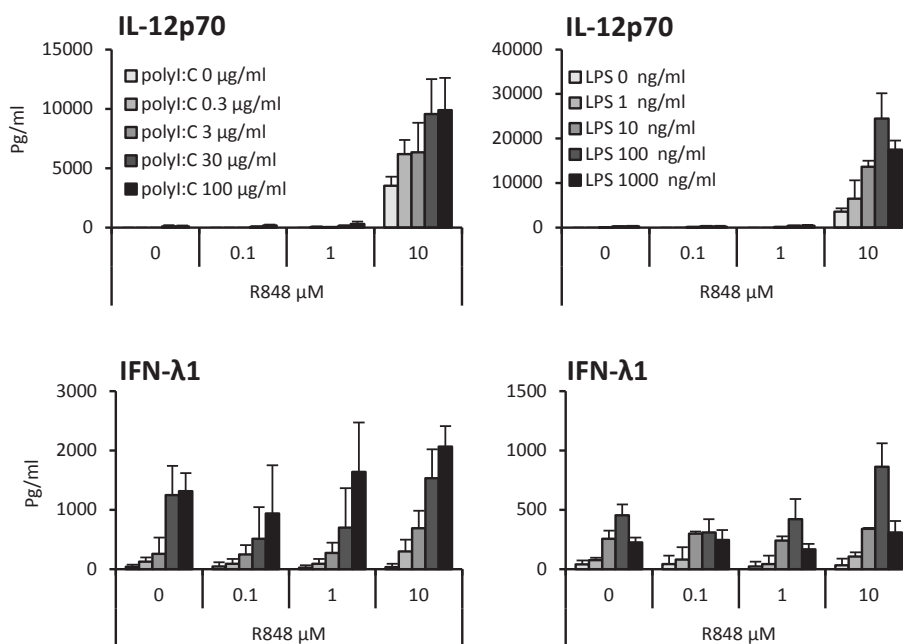 IL-12p70
15000
10000
5000
0
Pg/ml
polyI:C 0 µg/ml
polyI:C 0.3 µg/ml
polyI:C 3 µg/ml
polyI:C 30 µg/ml
polyI:C 100 µg/ml
0 0.1 1 10
R848 µM
IL-12p70
40000
30000
20000
10000
0
LPS 0 ng/ml
LPS 1 ng/ml
LPS 10 ng/ml
LPS 100 ng/ml
LPS 1000 ng/ml
0 0.1 1 10
R848 µM
IFN-λ1
3000
2000
1000
0
Pg/ml
0 0.1 1 10
R848 µM
IFN-λ1
1500
1000
500
0
0 0.1 1 10
R848 µM